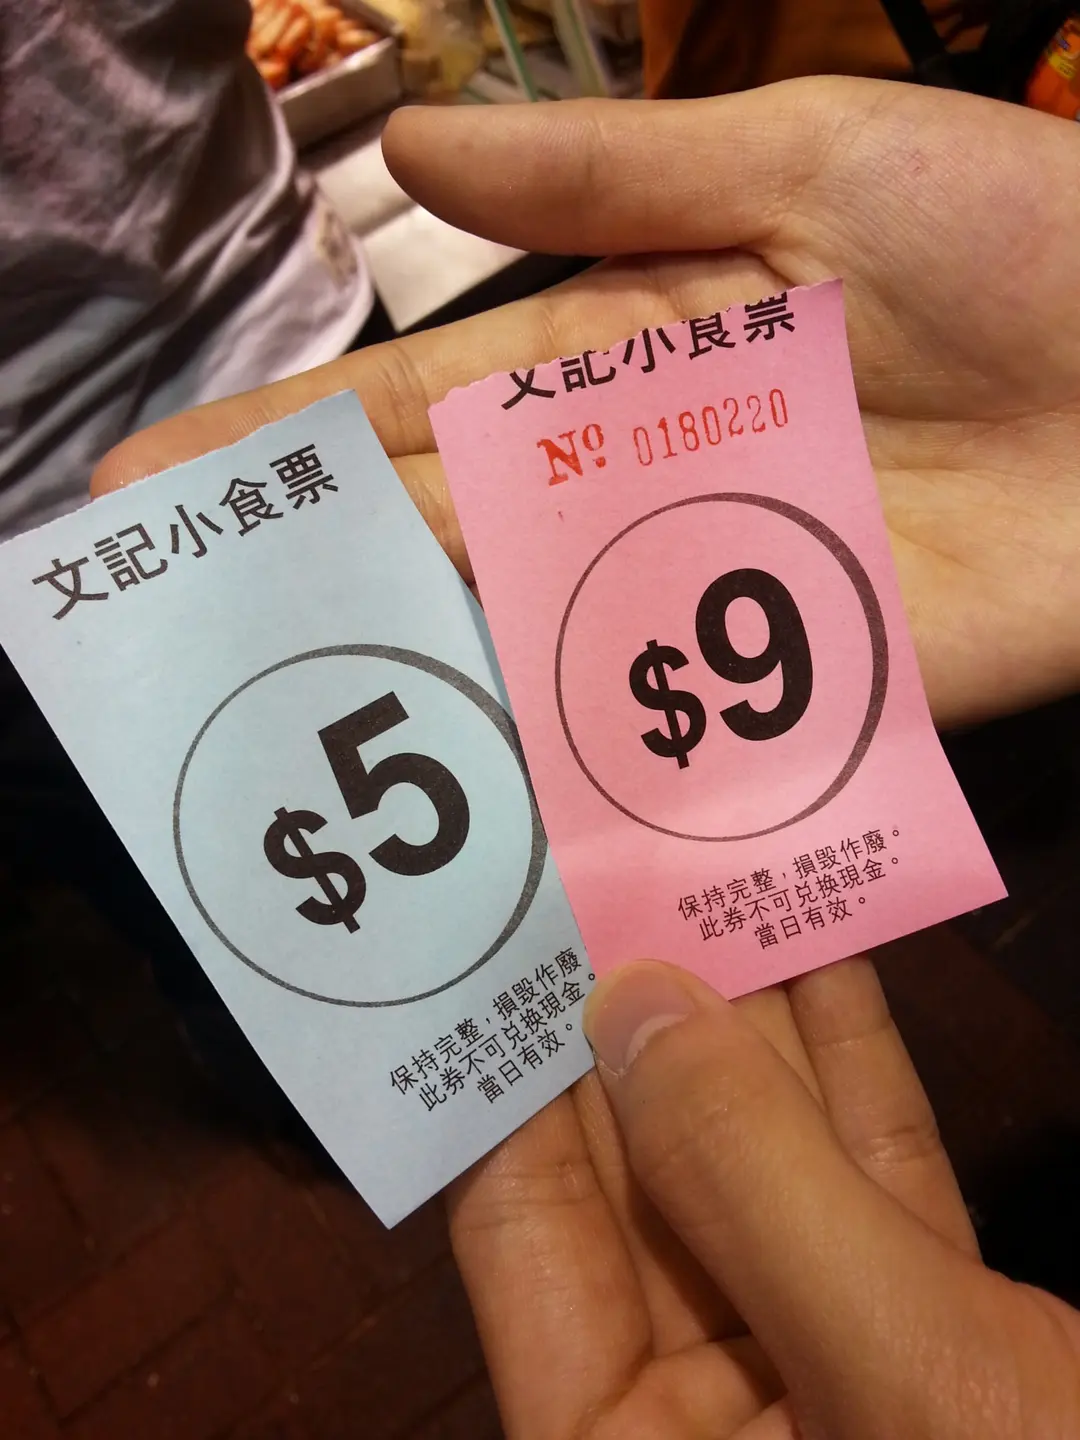 文記小食票
$5
保持完整，損毀作廢。
此券不可兑換現金。
當日有效。
文記小食票
Nº 0180220
$9
保持完整，損毀作廢。
此券不可兑換現金。
當日有效。